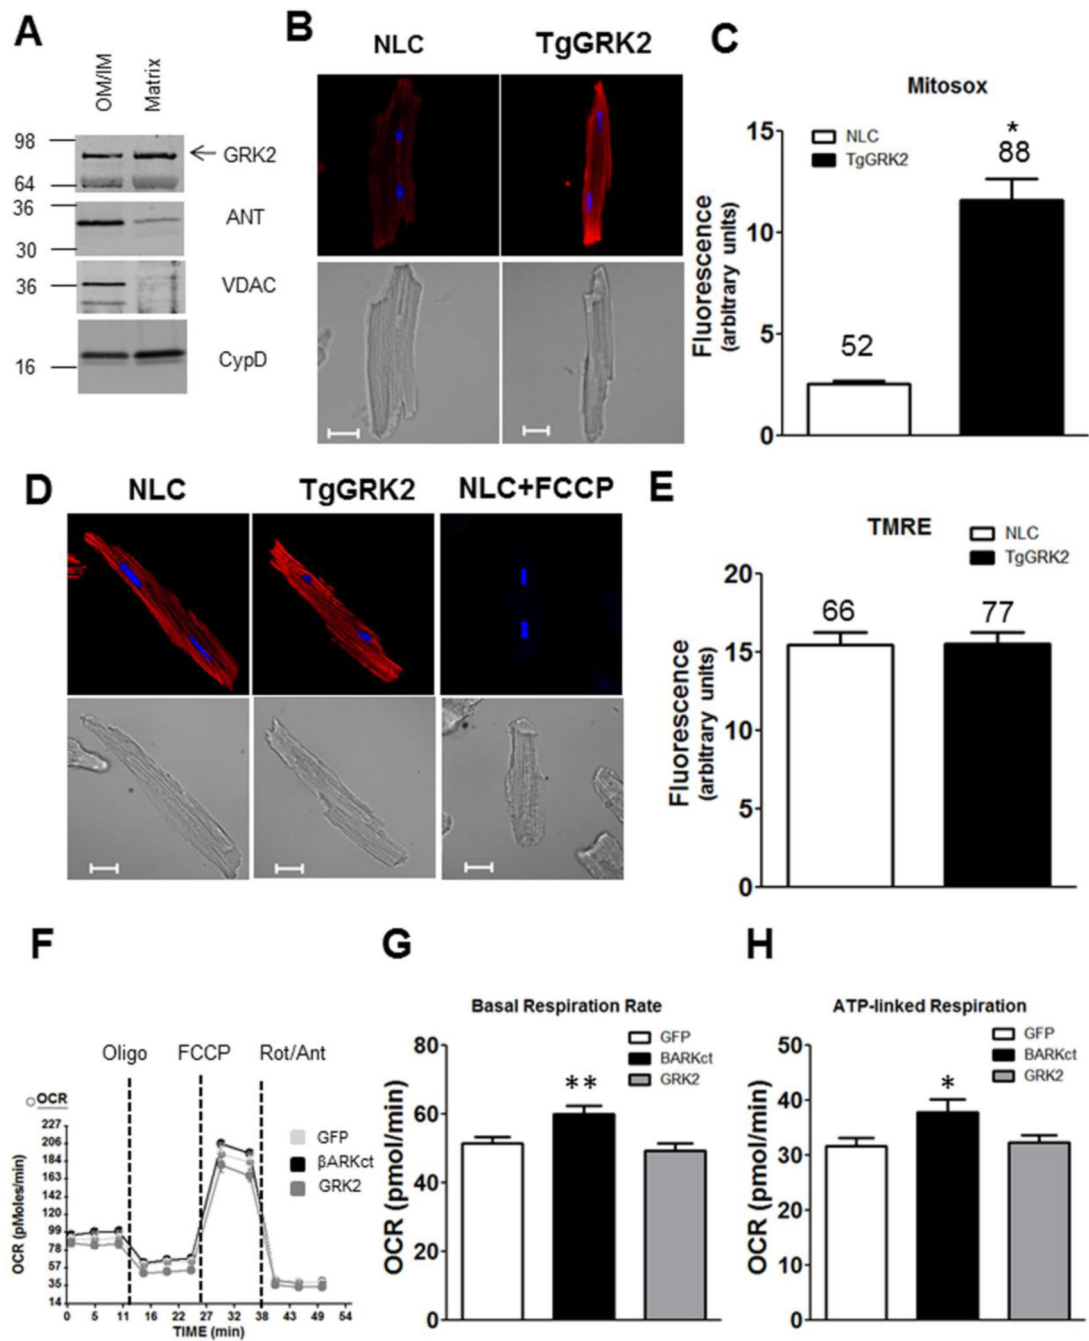 A
OM/IM
Matrix
98
64
GRK2
36
30
ANT
36
VDAC
16
CypD
B
NLC
TgGRK2
C
Mitosox
NLC
TgGRK2
Fluorescence
(arbitrary units)
15
10
5
0
52
*
88
D
NLC
TgGRK2
NLC+FCCP
E
TMRE
NLC
TgGRK2
Fluorescence
(arbitrary units)
20
15
10
5
0
66
77
F
Oligo
FCCP
Rot/Ant
OCR
OCR (pMoles/min)
227
206
184
163
142
120
99
78
57
35
14
0
5
11
16
22
27
32
38
43
49
54
TIME (min)
GFP
βARKct
GRK2
G
Basal Respiration Rate
GFP
BARKct
GRK2
OCR (pmol/min)
80
60
40
20
0
**
H
ATP-linked Respiration
GFP
BARKct
GRK2
OCR (pmol/min)
50
40
30
20
10
0
*